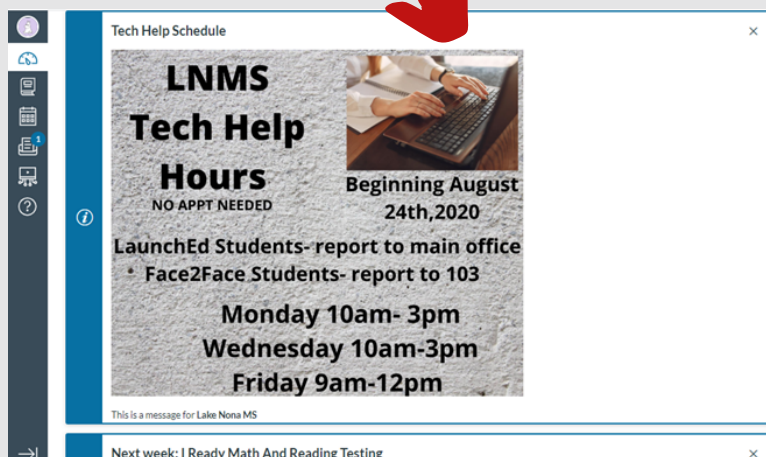 Tech Help Schedule
×
LNMS
Tech Help
Hours
NO APPT NEEDED
Beginning August
24th,2020
LaunchEd Students- report to main office
• Face2Face Students- report to 103
Monday 10am- 3pm
Wednesday 10am-3pm
Friday 9am-12pm
This is a message for Lake Nona MS
1
Next week: I Ready Math And Reading Testing
×